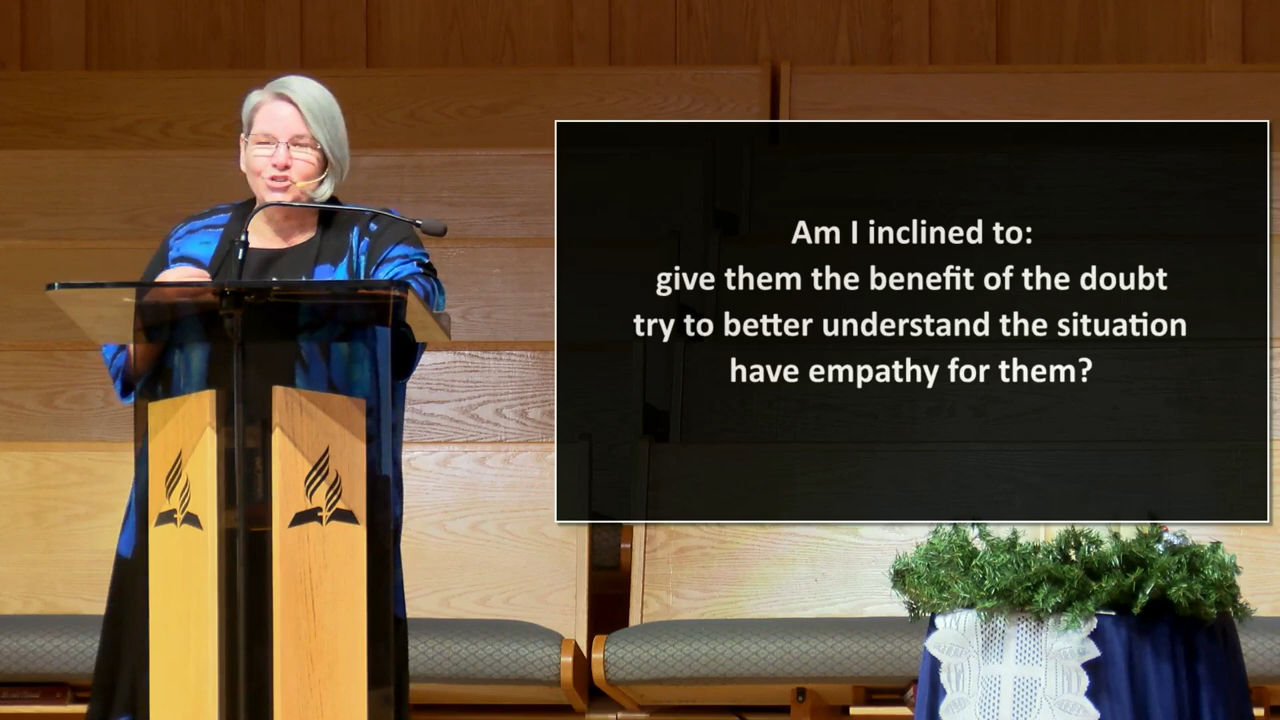 Am I inclined to:
give them the benefit of the doubt
try to better understand the situation
have empathy for them?